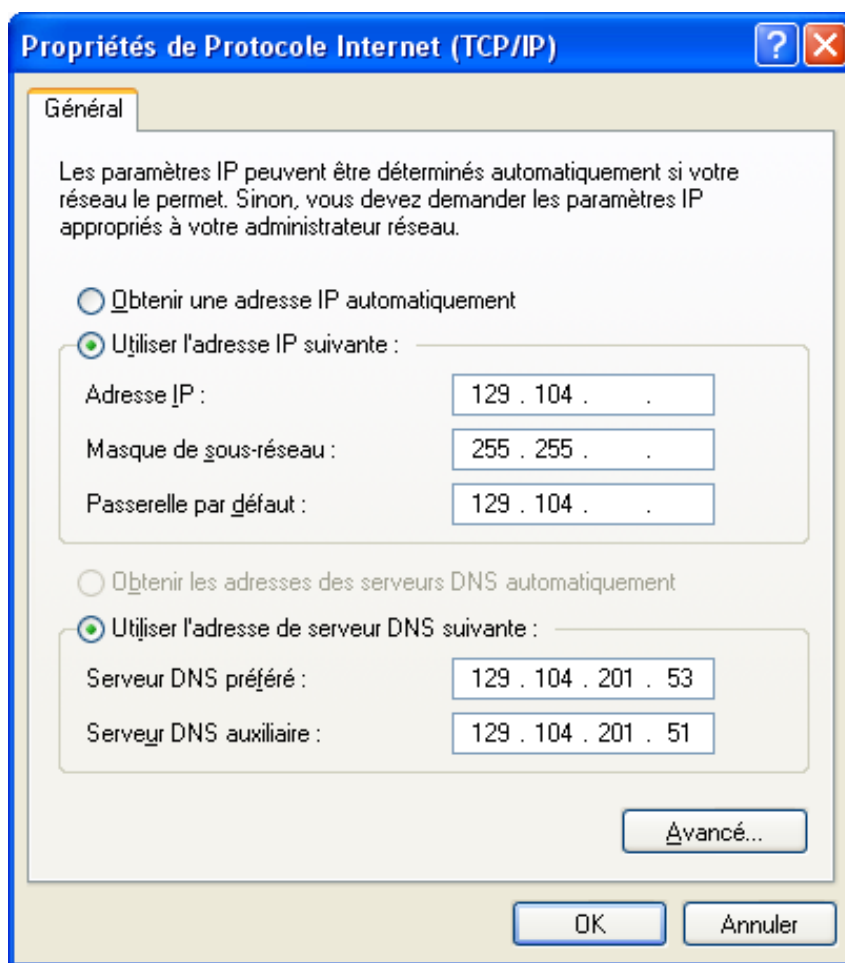 Propriétés de Protocole Internet (TCP/IP)
Général
Les paramètres IP peuvent être déterminés automatiquement si votre
réseau le permet. Sinon, vous devez demander les paramètres IP
appropriés à votre administrateur réseau.
Obtenir une adresse IP automatiquement
Utiliser l'adresse IP suivante :
Adresse IP : 129 . 104 . .
Masque de sous-réseau : 255 . 255 . .
Passerelle par défaut : 129 . 104 . .
Obtenir les adresses des serveurs DNS automatiquement
Utiliser l'adresse de serveur DNS suivante :
Serveur DNS préféré : 129 . 104 . 201 . 53
Serveur DNS auxiliaire : 129 . 104 . 201 . 51
Avancé...
OK Annuler